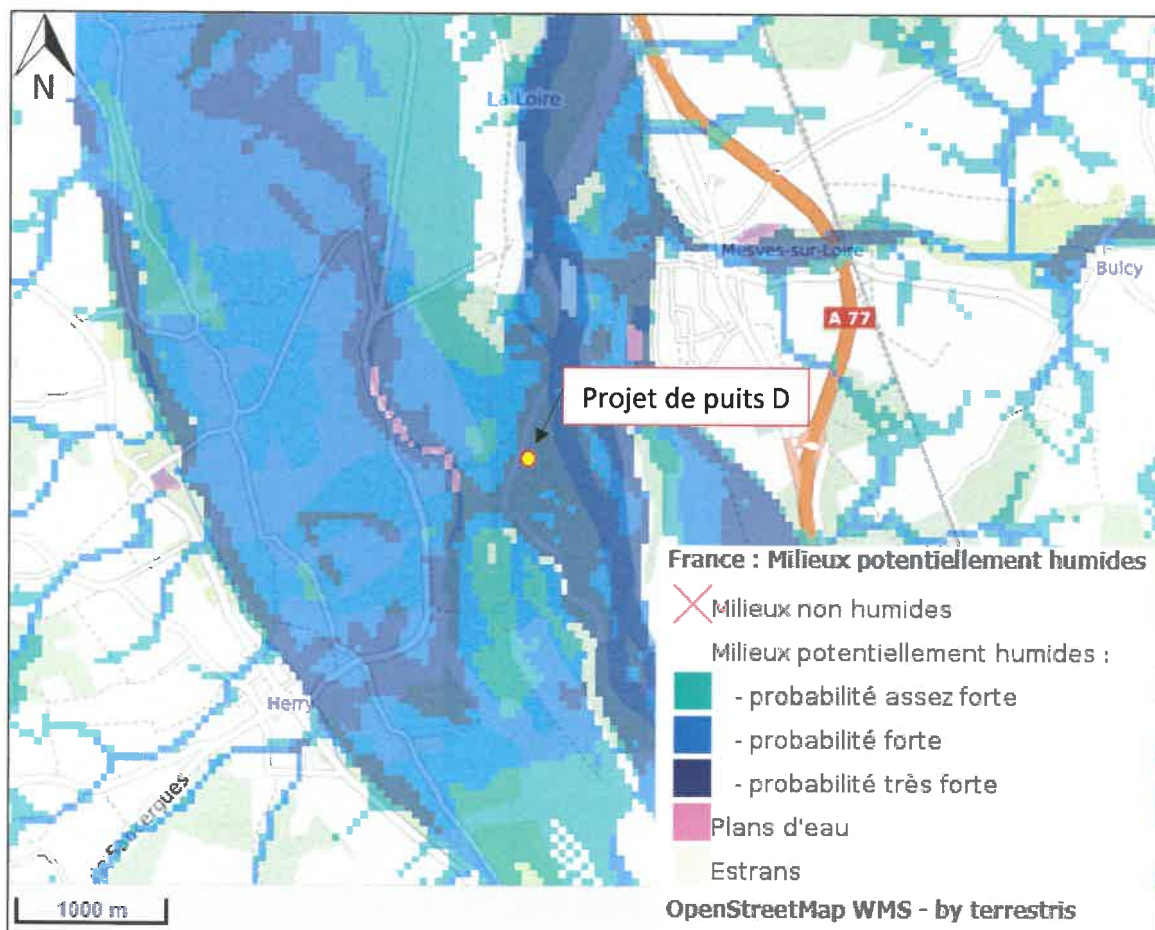 N
La Loire
Mesves-sur-Loire
Bulcy
A 77
Projet de puits D
Herry
Sancergues
1000 m
France : Milieux potentiellement humides
Milieux non humides
Milieux potentiellement humides :
- probabilité assez forte
- probabilité forte
- probabilité très forte
Plans d'eau
Estrans
OpenStreetMap WMS - by terrestris